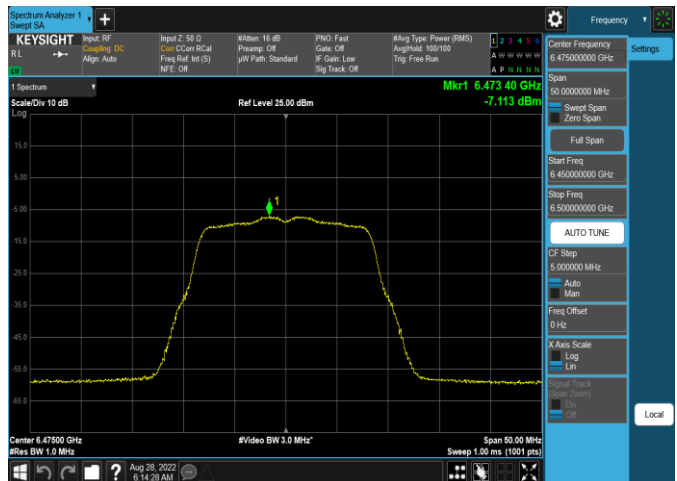 Spectrum Analyzer 1
Swept SA
+
Frequency
KEYSIGHT
RL
LW
Input: RF
Coupling: DC
Align: Auto
Input Z: 50 Ω
Corr CCorr RCal
Freq Ref: Int (S)
NFE: Off
#Atten: 16 dB
Preamp: Off
µW Path: Standard
PNO: Fast
Gate: Off
IF Gain: Low
Sig Track: Off
#Avg Type: Power (RMS)
Avg|Hold: 100/100
Trig: Free Run
1 2 3 4 5 6
A W W W W W
A P N N N N
1 Spectrum
Scale/Div 10 dB
Log
Ref Level 25.00 dBm
Mkr1 6.473 40 GHz
-7.113 dBm
15.0
5.00
-5.00
-15.0
-25.0
-35.0
-45.0
-55.0
-65.0
1
Center 6.47500 GHz
#Res BW 1.0 MHz
#Video BW 3.0 MHz*
Span 50.00 MHz
Sweep 1.00 ms (1001 pts)
Aug 28, 2022
6:14:28 AM
?
Center Frequency
6.475000000 GHz
Settings
Span
50.0000000 MHz
Swept Span
Zero Span
Full Span
Start Freq
6.450000000 GHz
Stop Freq
6.500000000 GHz
AUTO TUNE
CF Step
5.000000 MHz
Auto
Man
Freq Offset
0 Hz
X Axis Scale
Log
Lin
Signal Track
(Span Zoom)
On
Off
Local